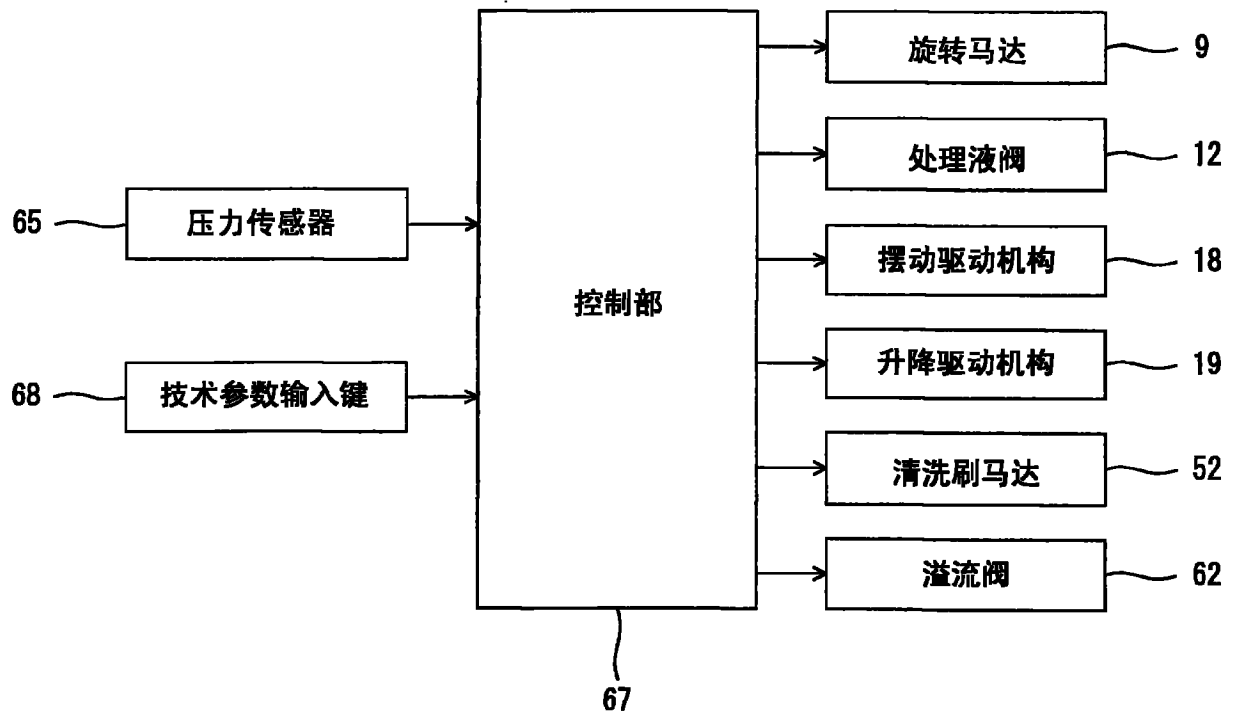 旋转马达 9
处理液阀 12
65 压力传感器
摆动驱动机构 18
控制部
升降驱动机构 19
68 技术参数输入键
清洗刷马达 52
溢流阀 62
67